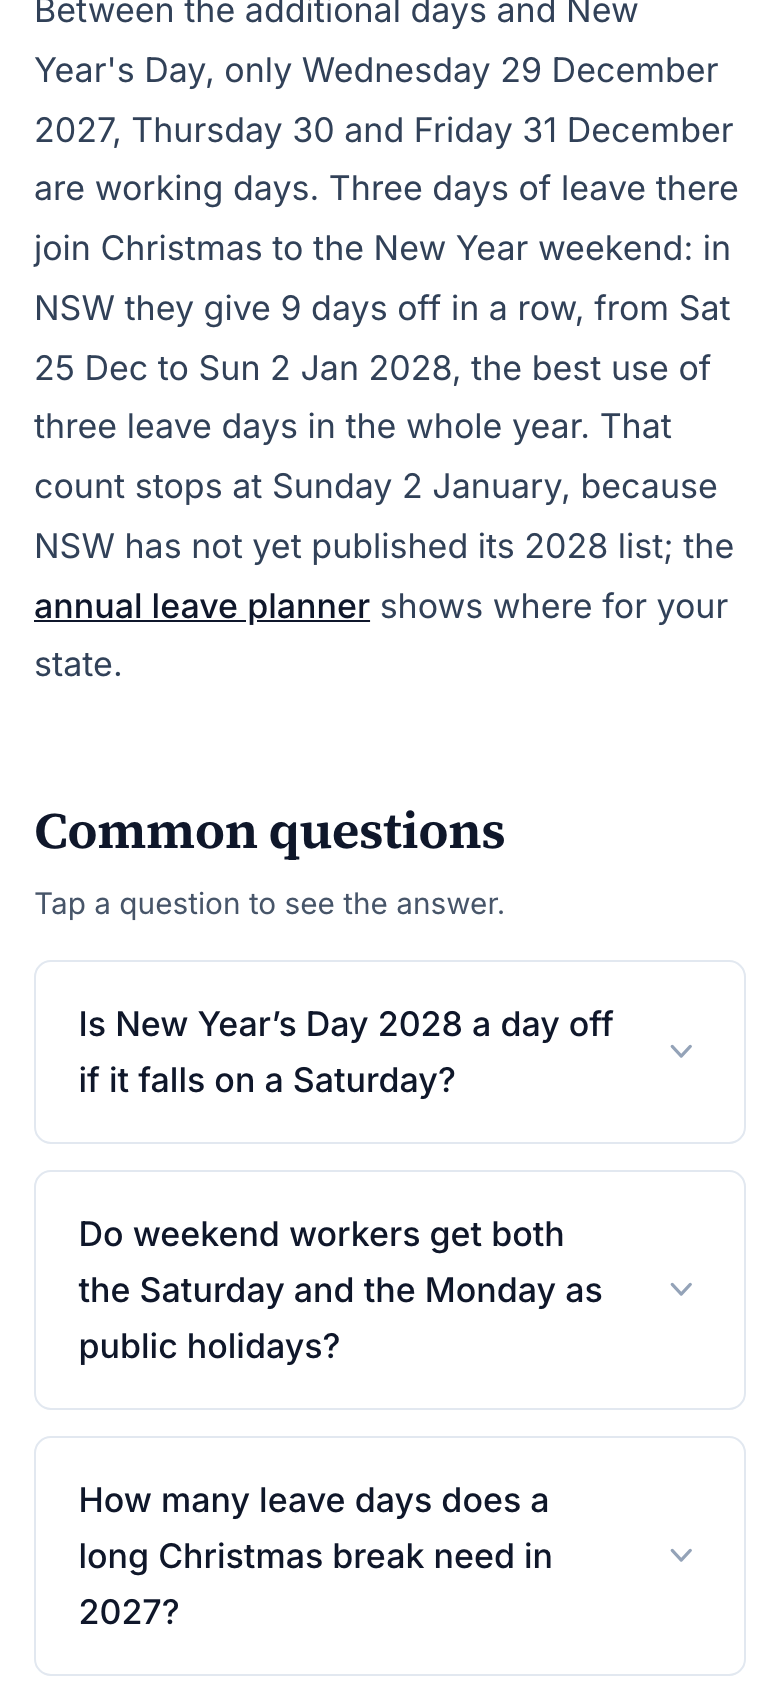 Between the additional days and New
Year's Day, only Wednesday 29 December
2027, Thursday 30 and Friday 31 December
are working days. Three days of leave there
join Christmas to the New Year weekend: in
NSW they give 9 days off in a row, from Sat
25 Dec to Sun 2 Jan 2028, the best use of
three leave days in the whole year. That
count stops at Sunday 2 January, because
NSW has not yet published its 2028 list; the
annual leave planner shows where for your
state.
Common questions
Tap a question to see the answer.
Is New Year’s Day 2028 a day off
if it falls on a Saturday?
Do weekend workers get both
the Saturday and the Monday as
public holidays?
How many leave days does a
long Christmas break need in
2027?